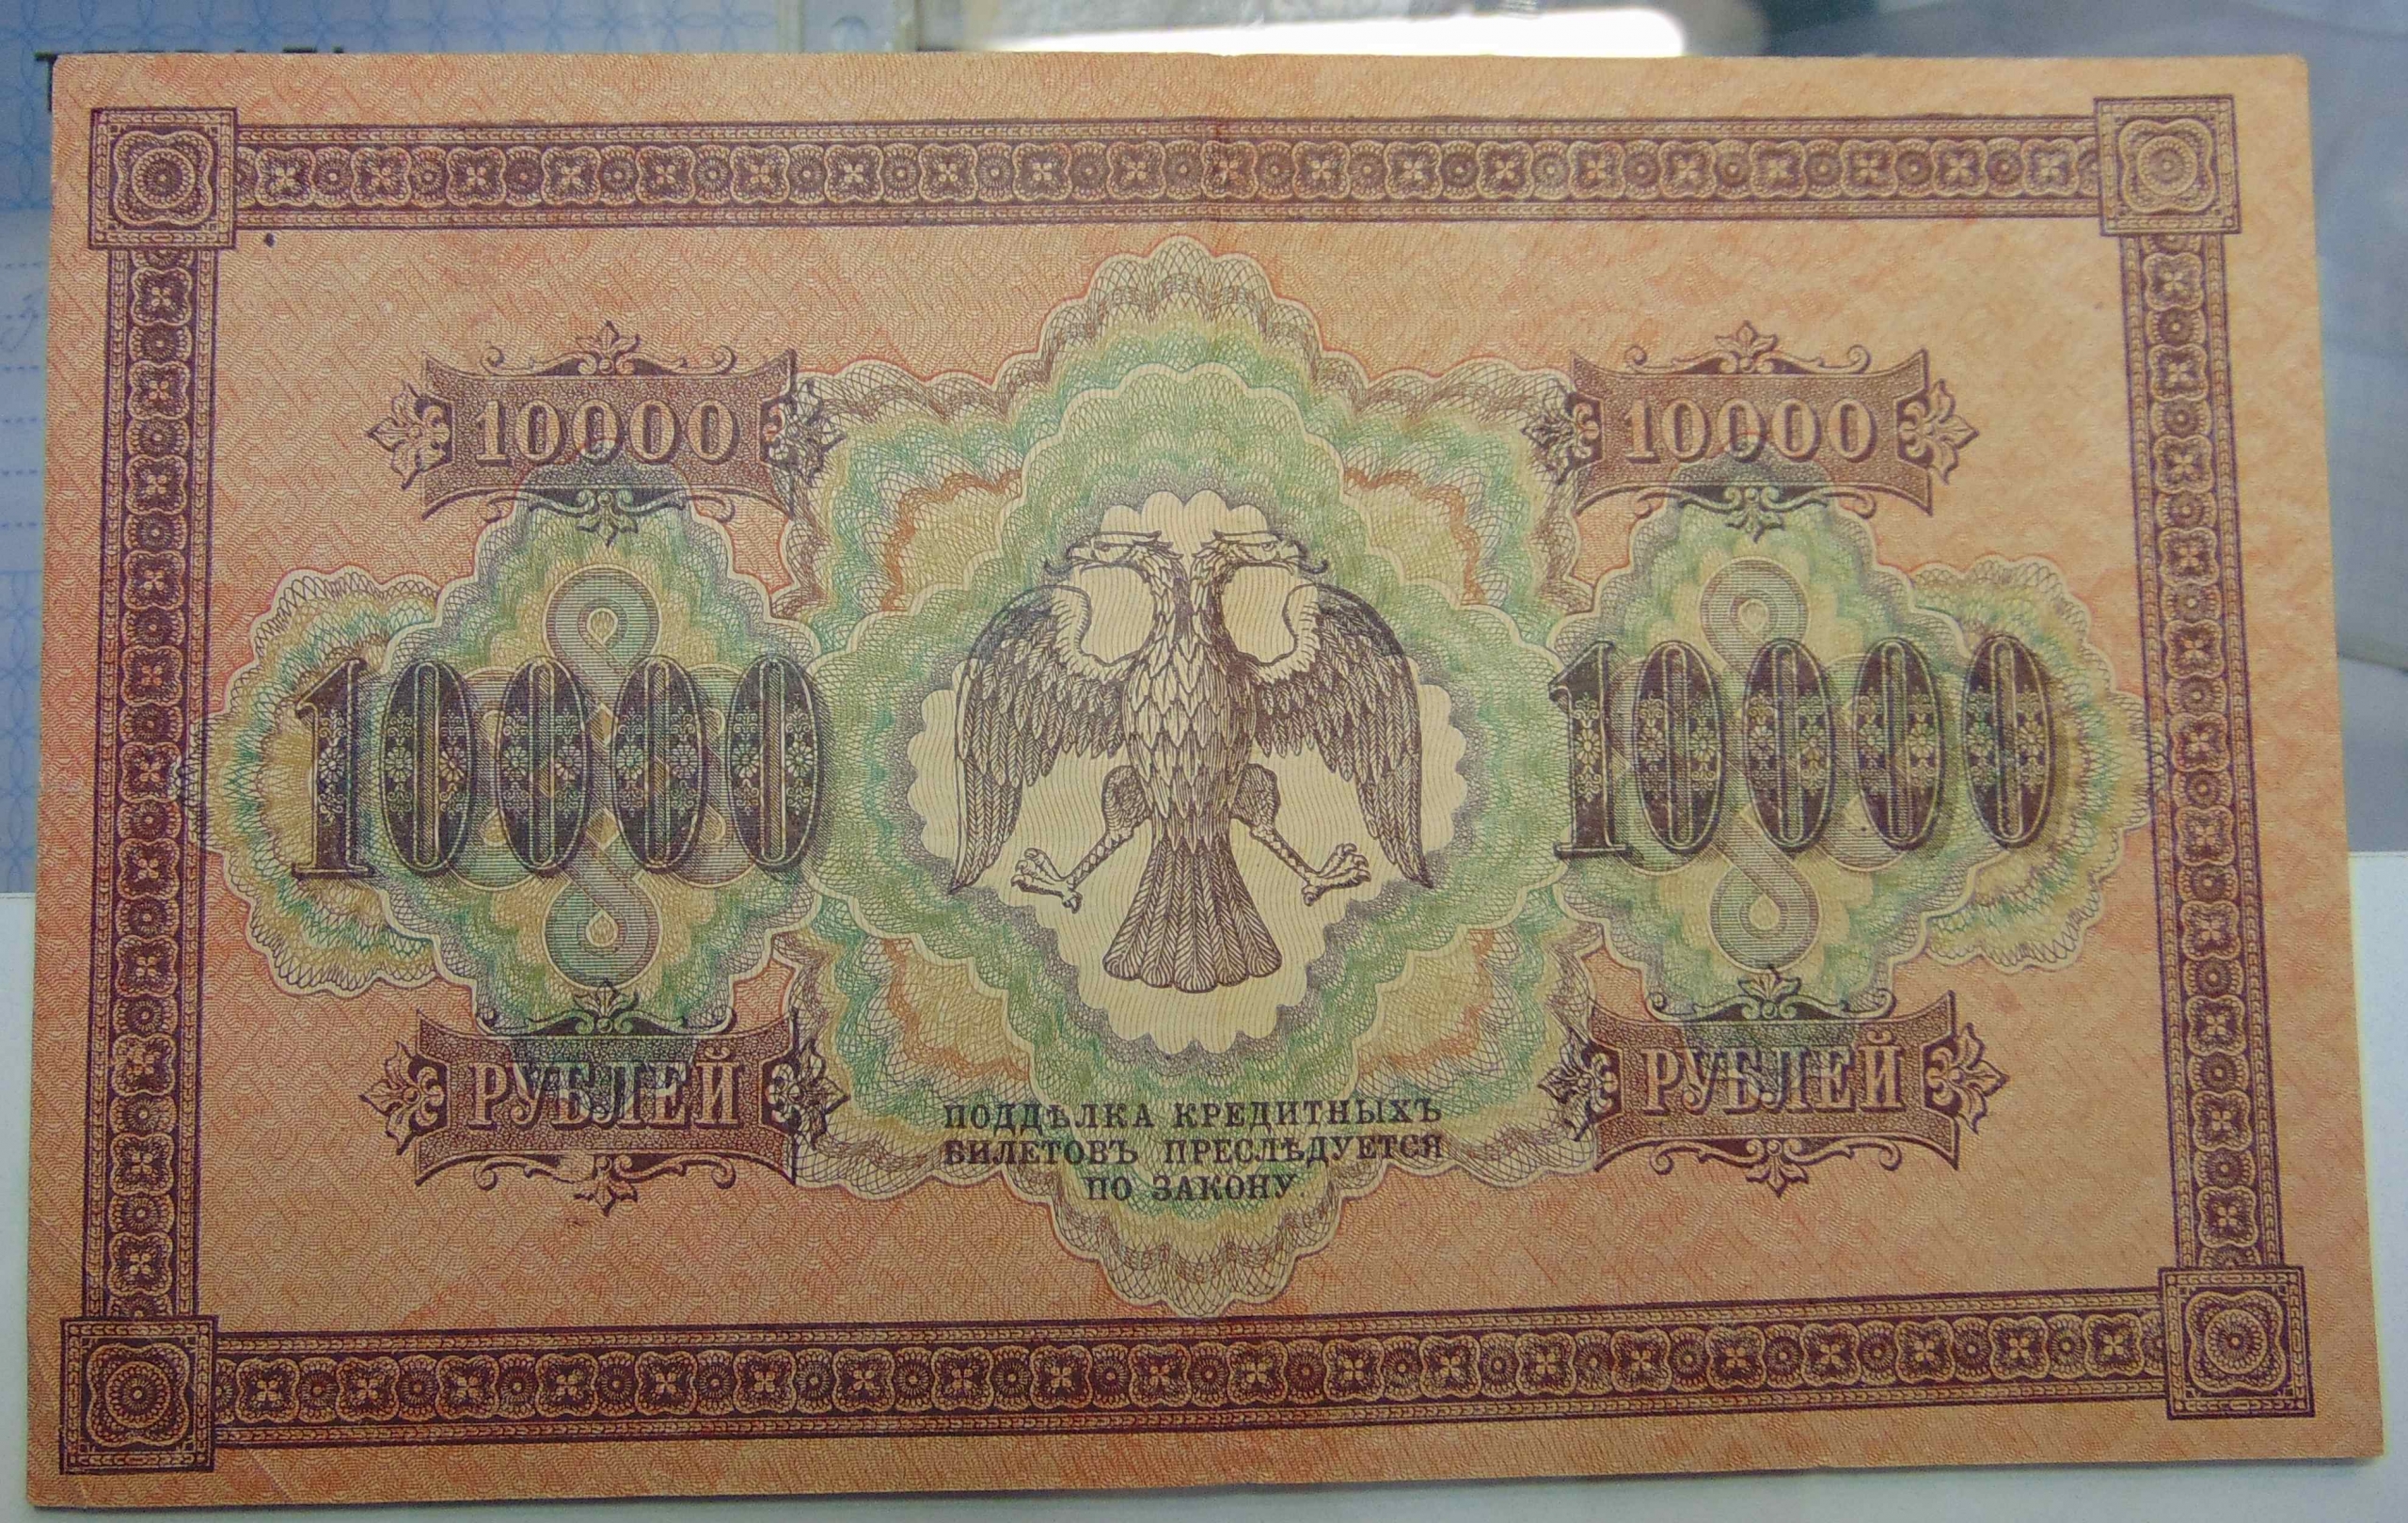 10000 10000
10000 10000
РУБЛЕЙ РУБЛЕЙ
ПОДДѢЛКА КРЕДИТНЫХЪ
БИЛЕТОВЪ ПРЕСЛѢДУЕТСЯ
ПО ЗАКОНУ.